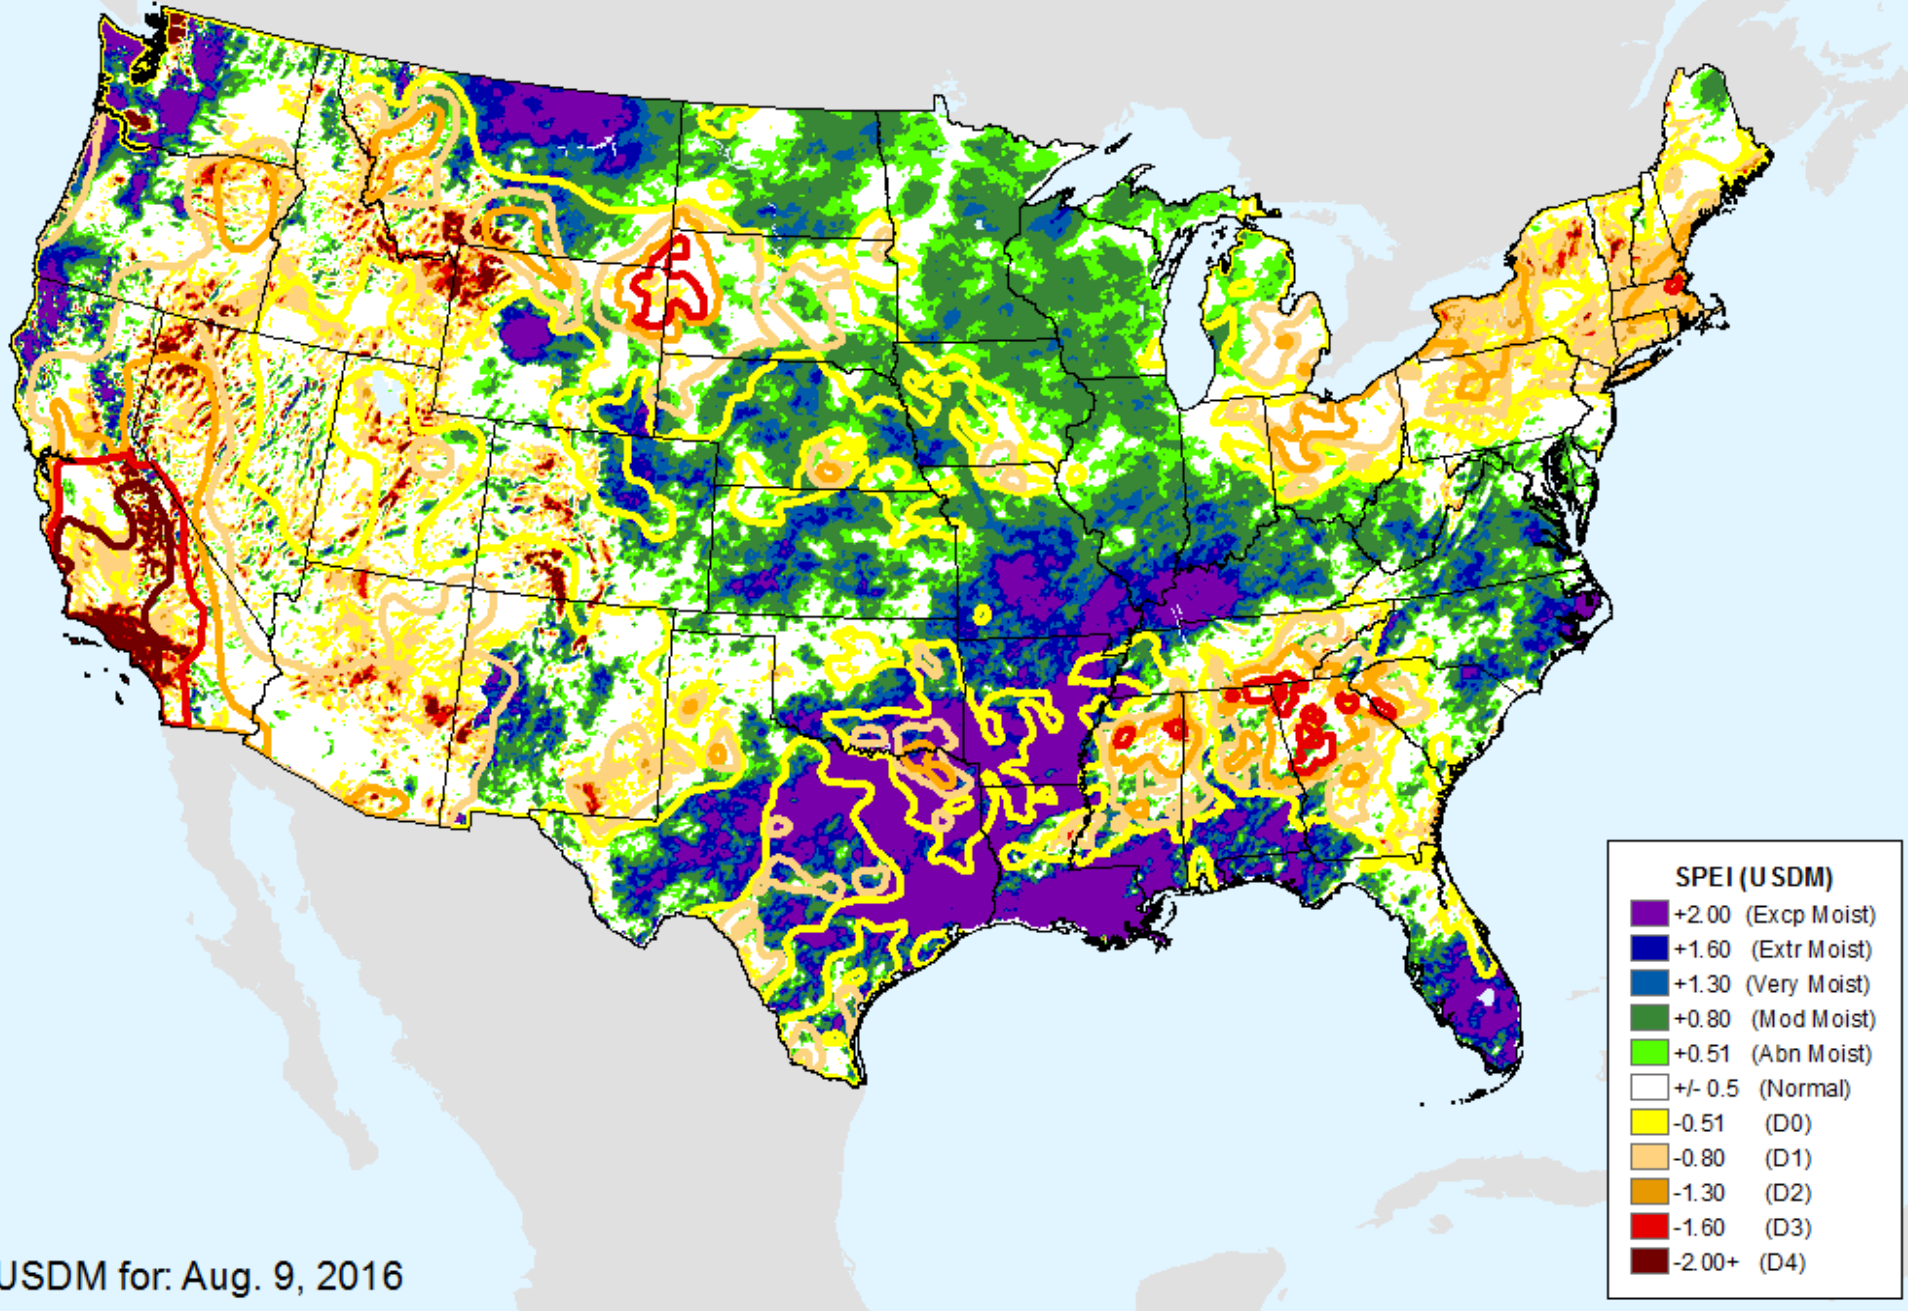 SPEI (USDM)
+2.00 (Excp Moist)
+1.60 (Extr Moist)
+1.30 (Very Moist)
+0.80 (Mod Moist)
+0.51 (Abn Moist)
+/- 0.5 (Normal)
-0.51 (D0)
-0.80 (D1)
-1.30 (D2)
-1.60 (D3)
-2.00+ (D4)
USDM for: Aug. 9, 2016